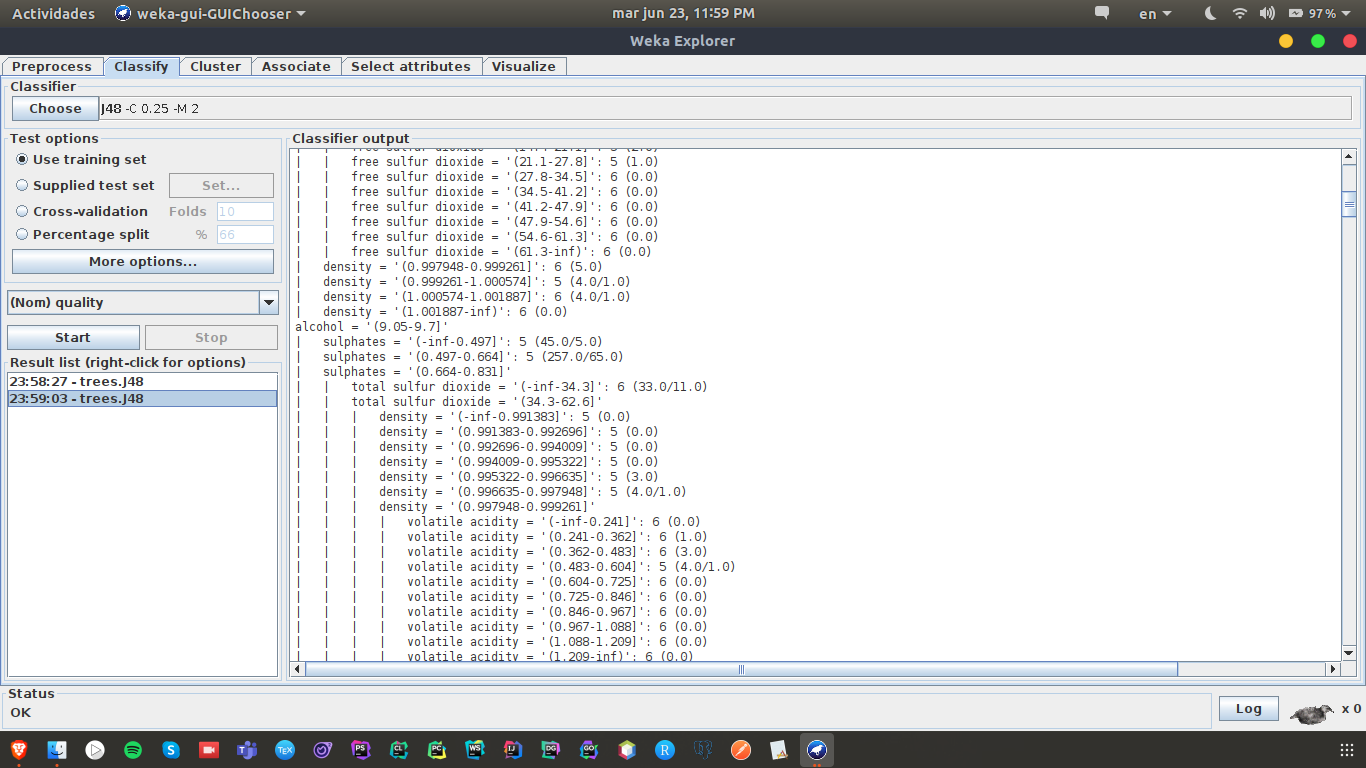 Actividades weka-gui-GUIChooser mar jun 23, 11:59 PM en 97%
Weka Explorer
Preprocess Classify Cluster Associate Select attributes Visualize
Classifier
Choose J48 -C 0.25 -M 2
Test options
Use training set
Supplied test set Set...
Cross-validation Folds 10
Percentage split % 66
More options...
(Nom) quality
Start Stop
Result list (right-click for options)
23:58:27 - trees.J48
23:59:03 - trees.J48
Classifier output
| | free sulfur dioxide = '(21.1-27.8]': 5 (1.0)
| | free sulfur dioxide = '(27.8-34.5]': 6 (0.0)
| | free sulfur dioxide = '(34.5-41.2]': 6 (0.0)
| | free sulfur dioxide = '(41.2-47.9]': 6 (0.0)
| | free sulfur dioxide = '(47.9-54.6]': 6 (0.0)
| | free sulfur dioxide = '(54.6-61.3]': 6 (0.0)
| | free sulfur dioxide = '(61.3-inf)': 6 (0.0)
| density = '(0.997948-0.999261]': 6 (5.0)
| density = '(0.999261-1.000574]': 5 (4.0/1.0)
| density = '(1.000574-1.001887]': 6 (4.0/1.0)
| density = '(1.001887-inf)': 6 (0.0)
alcohol = '(9.05-9.7]'
| sulphates = '(-inf-0.497]': 5 (45.0/5.0)
| sulphates = '(0.497-0.664]': 5 (257.0/65.0)
| sulphates = '(0.664-0.831]'
| | total sulfur dioxide = '(-inf-34.3]': 6 (33.0/11.0)
| | total sulfur dioxide = '(34.3-62.6]'
| | | density = '(-inf-0.991383]': 5 (0.0)
| | | density = '(0.991383-0.992696]': 5 (0.0)
| | | density = '(0.992696-0.994009]': 5 (0.0)
| | | density = '(0.994009-0.995322]': 5 (0.0)
| | | density = '(0.995322-0.996635]': 5 (3.0)
| | | density = '(0.996635-0.997948]': 5 (4.0/1.0)
| | | density = '(0.997948-0.999261]'
| | | | volatile acidity = '(-inf-0.241]': 6 (0.0)
| | | | volatile acidity = '(0.241-0.362]': 6 (1.0)
| | | | volatile acidity = '(0.362-0.483]': 6 (3.0)
| | | | volatile acidity = '(0.483-0.604]': 5 (4.0/1.0)
| | | | volatile acidity = '(0.604-0.725]': 6 (0.0)
| | | | volatile acidity = '(0.725-0.846]': 6 (0.0)
| | | | volatile acidity = '(0.846-0.967]': 6 (0.0)
| | | | volatile acidity = '(0.967-1.088]': 6 (0.0)
| | | | volatile acidity = '(1.088-1.209]': 6 (0.0)
| | | | volatile acidity = '(1.209-inf)': 6 (0.0)
Status
OK
Log x 0
S TEX PS CL PC WS IJ DG GO R